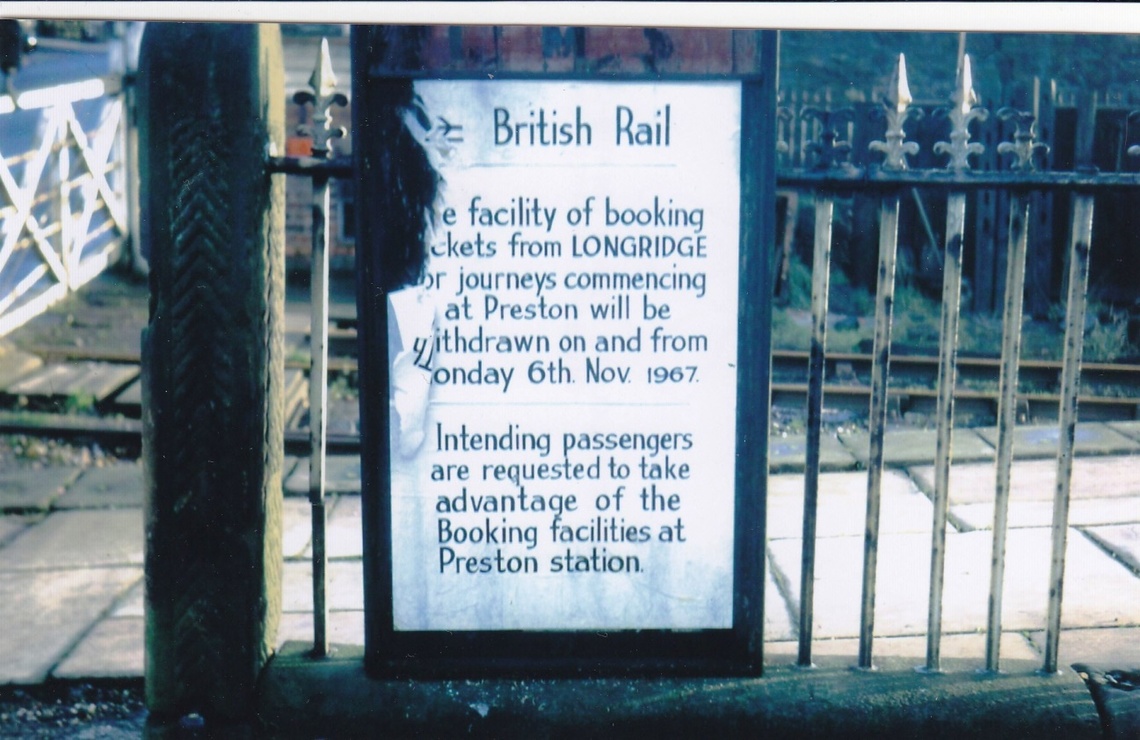 British Rail
e facility of booking
ckets from LONGRIDGE
or journeys commencing
at Preston will be
withdrawn on and from
onday 6th. Nov. 1967.
Intending passengers
are requested to take
advantage of the
Booking facilities at
Preston station.